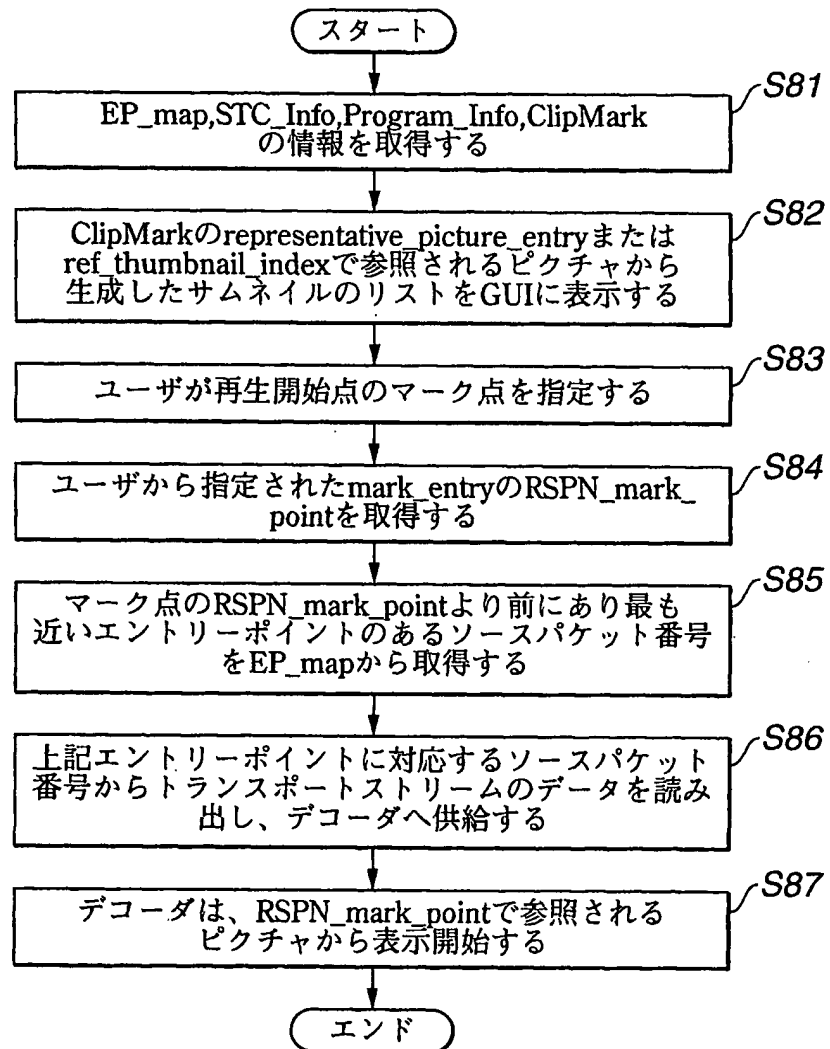 スタート
S81
EP_map,STC_Info,Program_Info,ClipMark
の情報を取得する
S82
ClipMarkのrepresentative_picture_entryまたは
ref_thumbnail_indexで参照されるピクチャから
生成したサムネイルのリストをGUIに表示する
S83
ユーザが再生開始点のマーク点を指定する
S84
ユーザから指定されたmark_entryのRSPN_mark_
pointを取得する
S85
マーク点のRSPN_mark_pointより前にあり最も
近いエントリーポイントのあるソースパケット番号
をEP_mapから取得する
S86
上記エントリーポイントに対応するソースパケット
番号からトランスポートストリームのデータを読み
出し、デコーダへ供給する
S87
デコーダは、RSPN_mark_pointで参照される
ピクチャから表示開始する
エンド